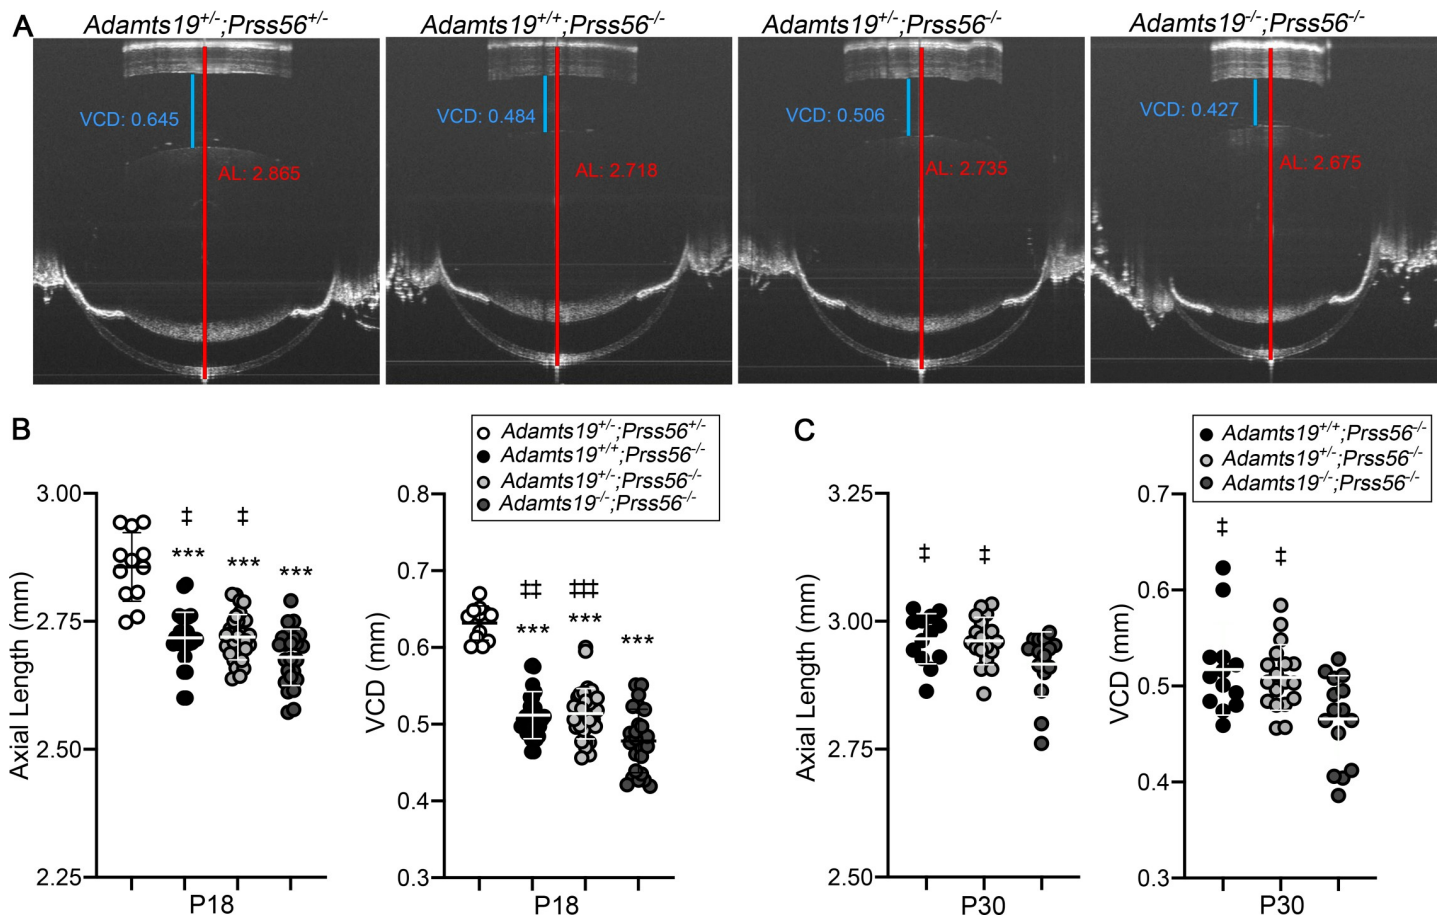 A
Adamts19+/-;Prss56+/-
Adamts19+/+;Prss56-/-
Adamts19+/-;Prss56-/-
Adamts19-/-;Prss56-/-
VCD: 0.645
AL: 2.865
VCD: 0.484
AL: 2.718
VCD: 0.506
AL: 2.735
VCD: 0.427
AL: 2.675
B
Adamts19+/-;Prss56+/-
Adamts19+/+;Prss56-/-
Adamts19+/-;Prss56-/-
Adamts19-/-;Prss56-/-
Axial Length (mm)
3.00
2.75
2.50
2.25
‡
***
‡
***
***
P18
VCD (mm)
0.8
0.7
0.6
0.5
0.4
0.3
‡‡
***
‡‡‡
***
***
P18
C
Adamts19+/+;Prss56-/-
Adamts19+/-;Prss56-/-
Adamts19-/-;Prss56-/-
Axial Length (mm)
3.25
3.00
2.75
2.50
‡
‡
P30
VCD (mm)
0.7
0.6
0.5
0.4
0.3
‡
‡
P30